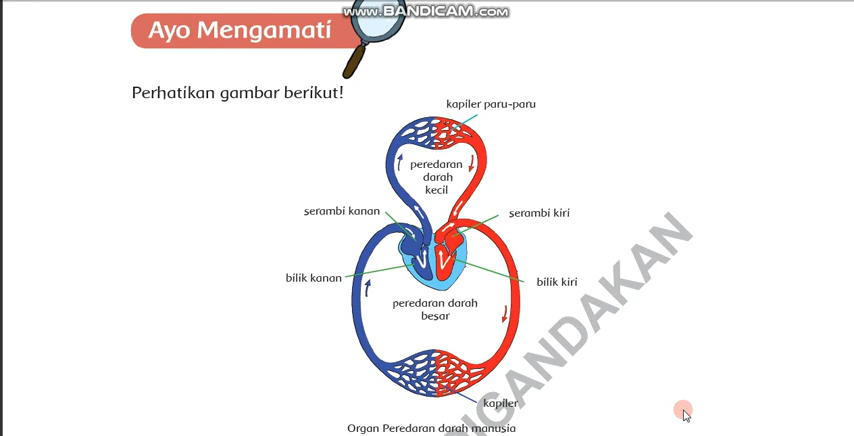 www.BANDICAM.com
Ayo Mengamati
Perhatikan gambar berikut!
kapiler paru-paru
peredaran
darah
kecil
serambi kanan
serambi kiri
bilik kanan
bilik kiri
peredaran darah
besar
kapiler
Organ Peredaran darah manusia
DIGANDAKAN